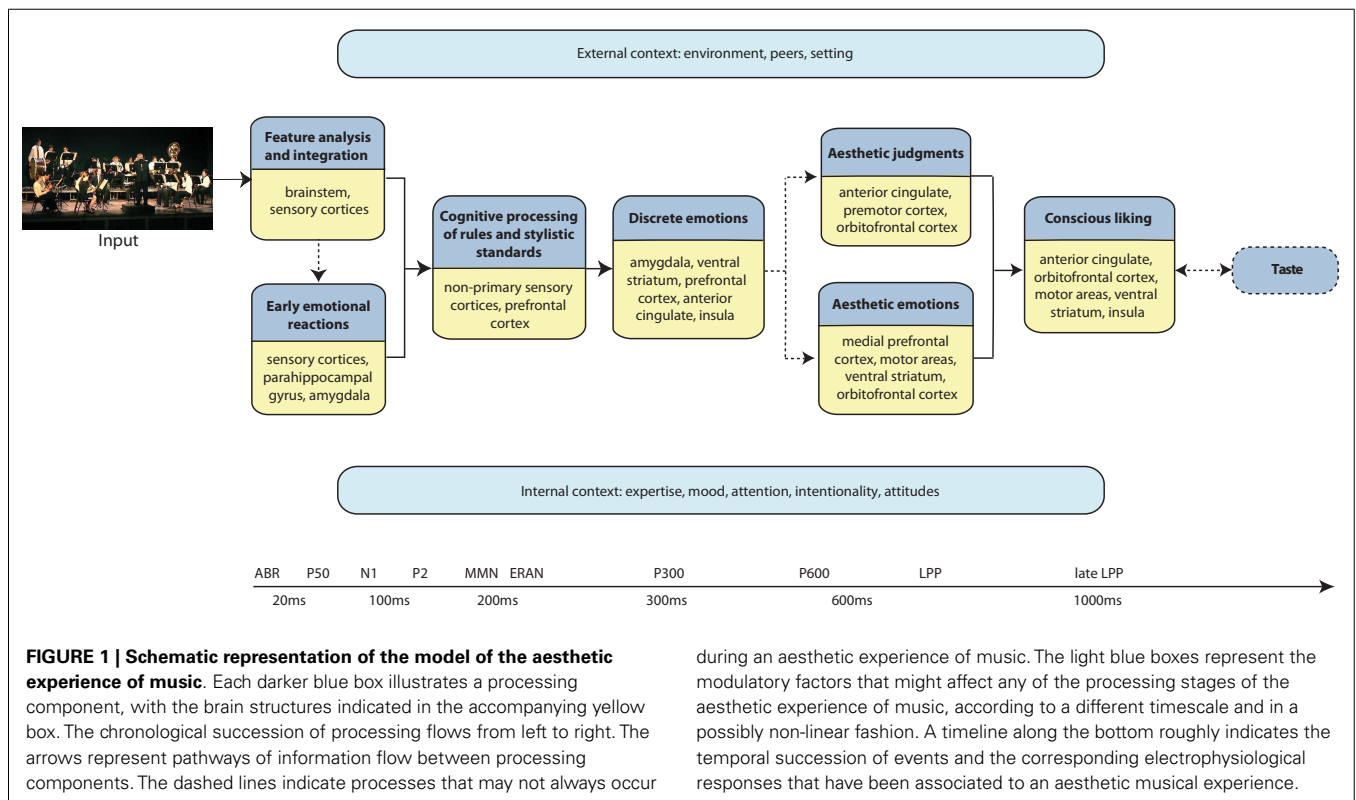 External context: environment, peers, setting
Input
Feature analysis
and integration
brainstem,
sensory cortices
Early emotional
reactions
sensory cortices,
parahippocampal
gyrus, amygdala
Cognitive processing
of rules and stylistic
standards
non-primary sensory
cortices, prefrontal
cortex
Discrete emotions
amygdala, ventral
striatum, prefrontal
cortex, anterior
cingulate, insula
Aesthetic judgments
anterior cingulate,
premotor cortex,
orbitofrontal cortex
Aesthetic emotions
medial prefrontal
cortex, motor areas,
ventral striatum,
orbitofrontal cortex
Conscious liking
anterior cingulate,
orbitofrontal cortex,
motor areas, ventral
striatum, insula
Taste
Internal context: expertise, mood, attention, intentionality, attitudes
ABR P50 N1 P2 MMN ERAN P300 P600 LPP late LPP
20ms 100ms 200ms 300ms 600ms 1000ms
FIGURE 1 | Schematic representation of the model of the aesthetic
experience of music. Each darker blue box illustrates a processing
component, with the brain structures indicated in the accompanying yellow
box. The chronological succession of processing flows from left to right. The
arrows represent pathways of information flow between processing
components. The dashed lines indicate processes that may not always occur
during an aesthetic experience of music. The light blue boxes represent the
modulatory factors that might affect any of the processing stages of the
aesthetic experience of music, according to a different timescale and in a
possibly non-linear fashion. A timeline along the bottom roughly indicates the
temporal succession of events and the corresponding electrophysiological
responses that have been associated to an aesthetic musical experience.